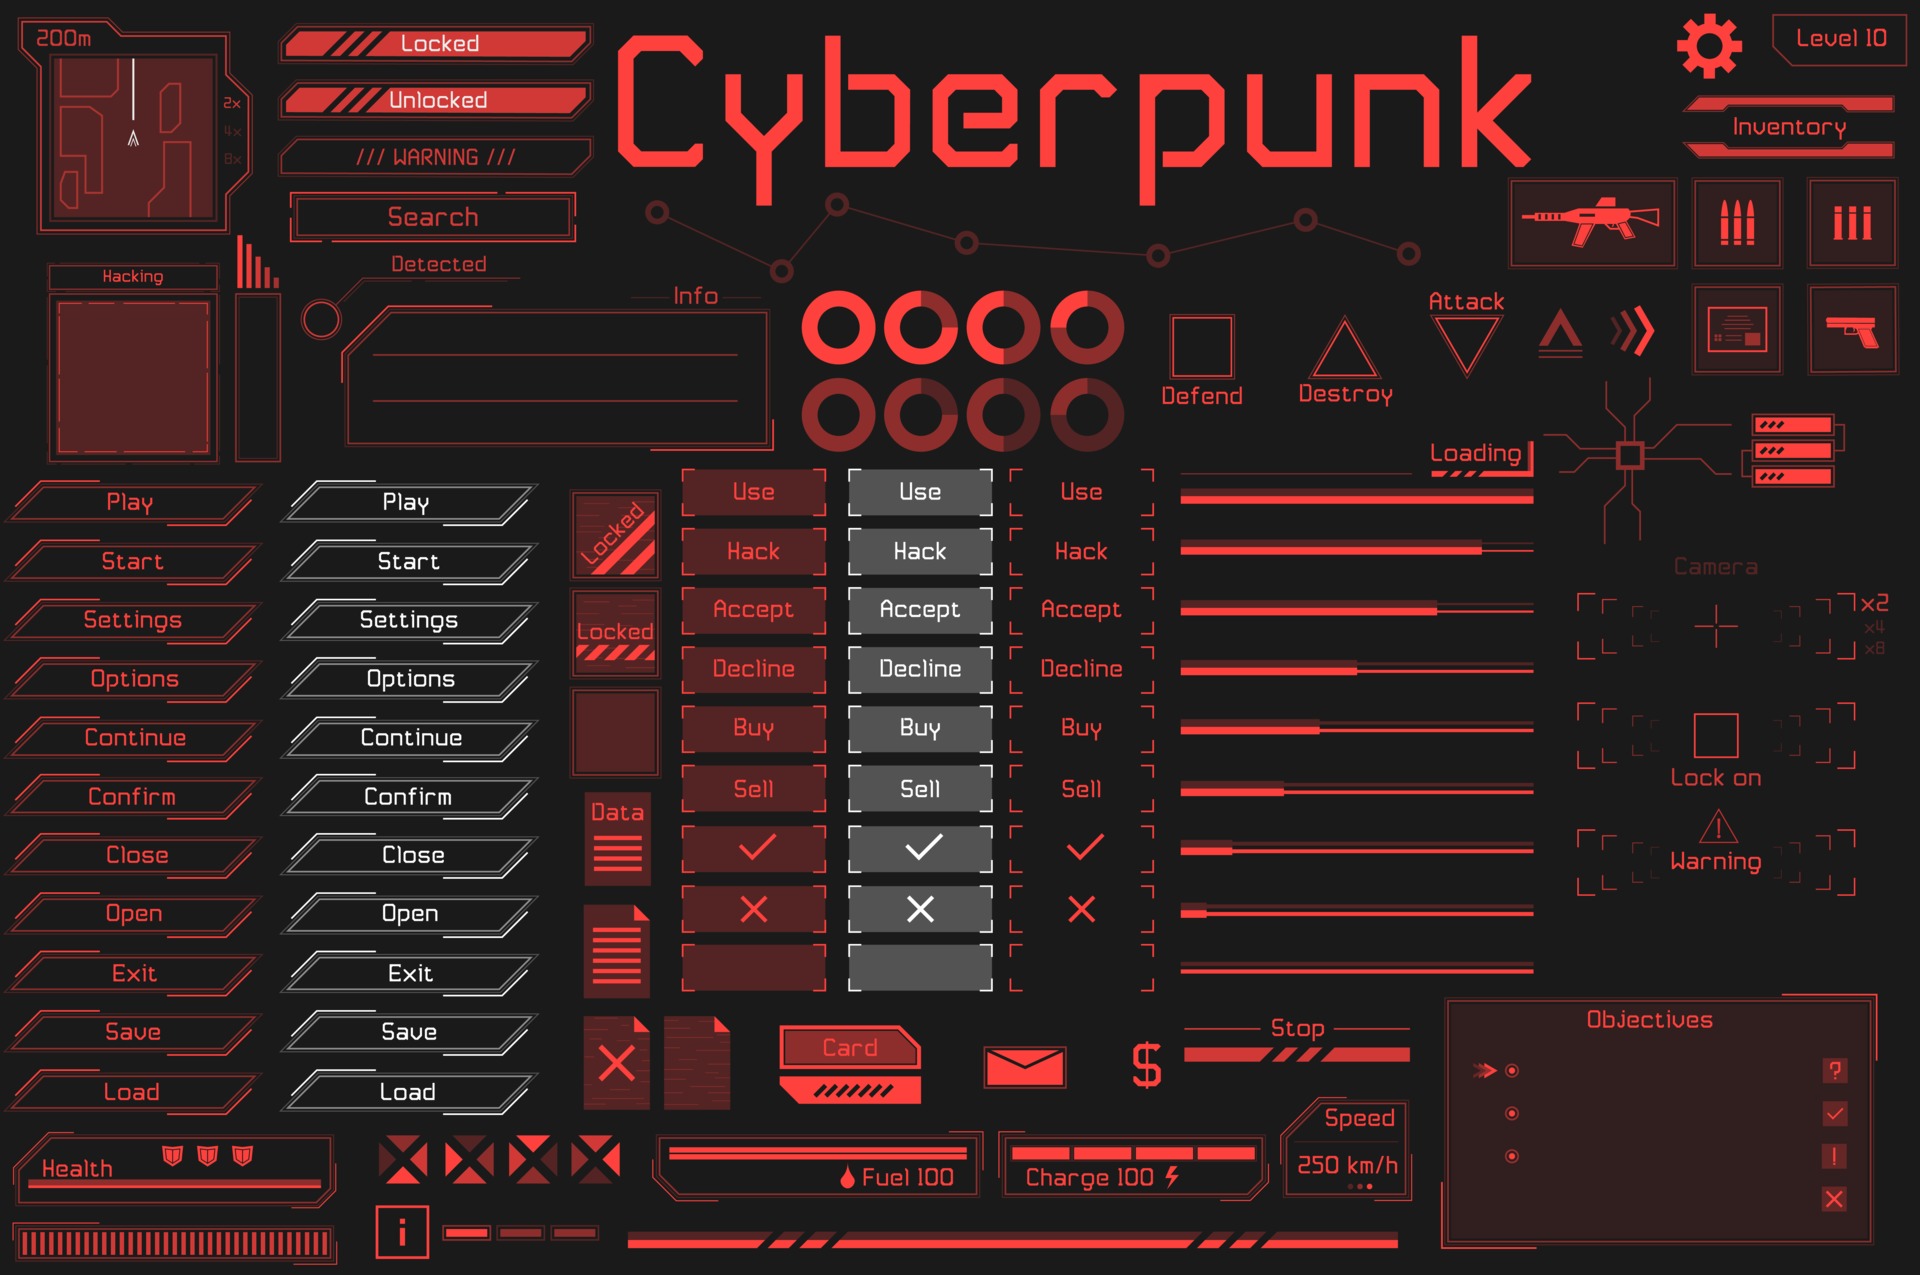 200m
2x
4x
8x
Locked
Unlocked
/// WARNING ///
Search
Cyberpunk
Level 10
Inventory
Hacking
Detected
Info
Defend
Destroy
Attack
Loading
Play
Start
Settings
Options
Continue
Confirm
Close
Open
Exit
Save
Load
Play
Start
Settings
Options
Continue
Confirm
Close
Open
Exit
Save
Load
Locked
Locked
Data
Use
Hack
Accept
Decline
Buy
Sell
Use
Hack
Accept
Decline
Buy
Sell
Use
Hack
Accept
Decline
Buy
Sell
Camera
x2
x4
x8
Lock on
!
Warning
Card
$
Stop
Objectives
?
!
Health
i
Fuel 100
Charge 100
Speed
250 km/h